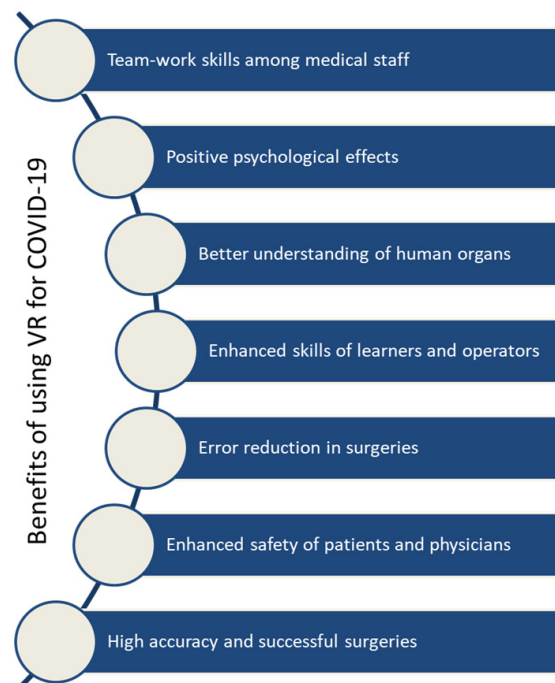 Benefits of using VR for COVID-19
Team-work skills among medical staff
Positive psychological effects
Better understanding of human organs
Enhanced skills of learners and operators
Error reduction in surgeries
Enhanced safety of patients and physicians
High accuracy and successful surgeries